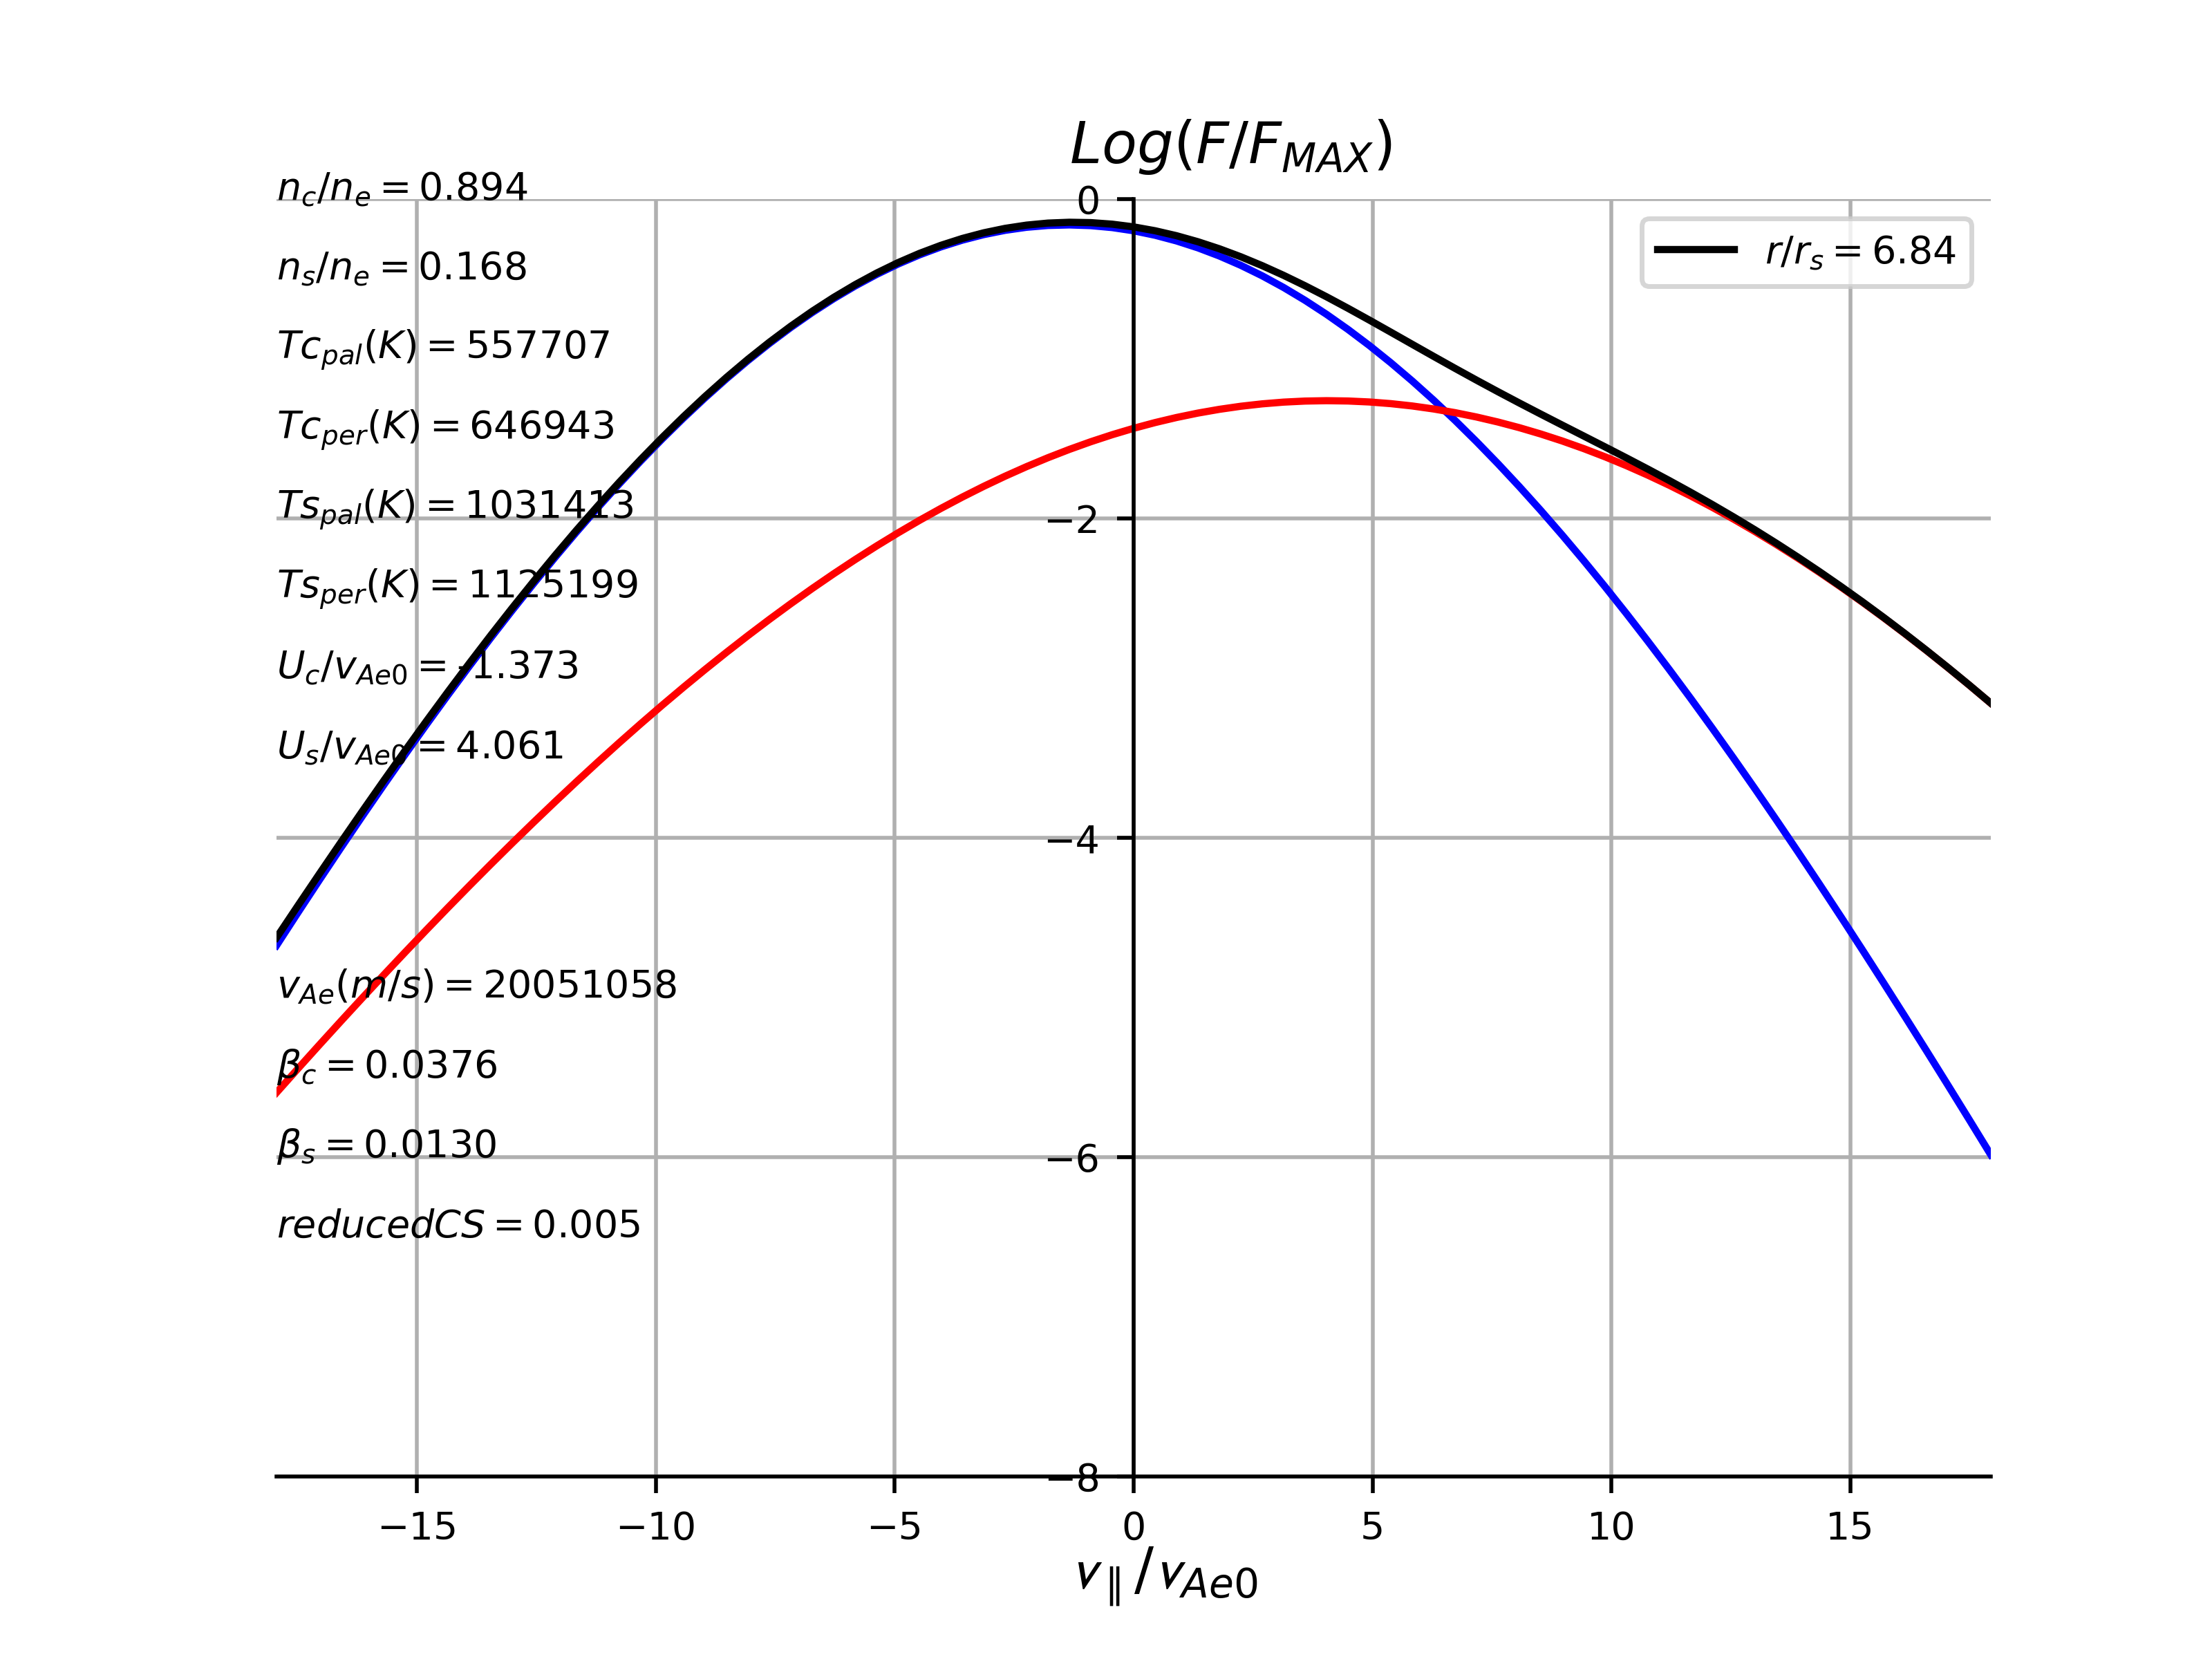 Log(F/F_MAX)
n_c/n_e = 0.894
0
r/r_s = 6.84
n_s/n_e = 0.168
Tc_pal(K) = 557707
Tc_per(K) = 646943
Ts_pal(K) = 1031413
−2
Ts_per(K) = 1125199
U_c/v_Ae0 = -1.373
U_s/v_Ae0 = 4.061
−4
v_Ae(m/s) = 20051058
β_c = 0.0376
β_s = 0.0130
−6
reducedCS = 0.005
−8
−15 −10 −5 0 5 10 15
v_∥/v_Ae0